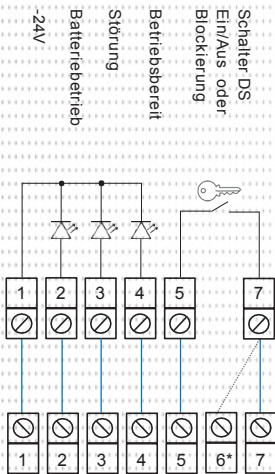 Schalter DS
Ein/Aus oder
Blockierung
Betriebsbereit
Störung
Batteriebetrieb
-24V
1
2
3
4
5
7
1
2
3
4
5
6*
7